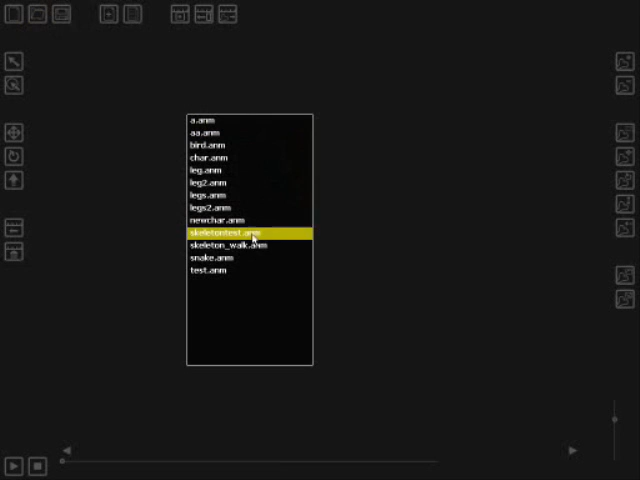 a.anm
aa.anm
bird.anm
char.anm
leg.anm
leg2.anm
legs.anm
legs2.anm
newchar.anm
skeletontest.anm
skeleton_walk.anm
snake.anm
test.anm